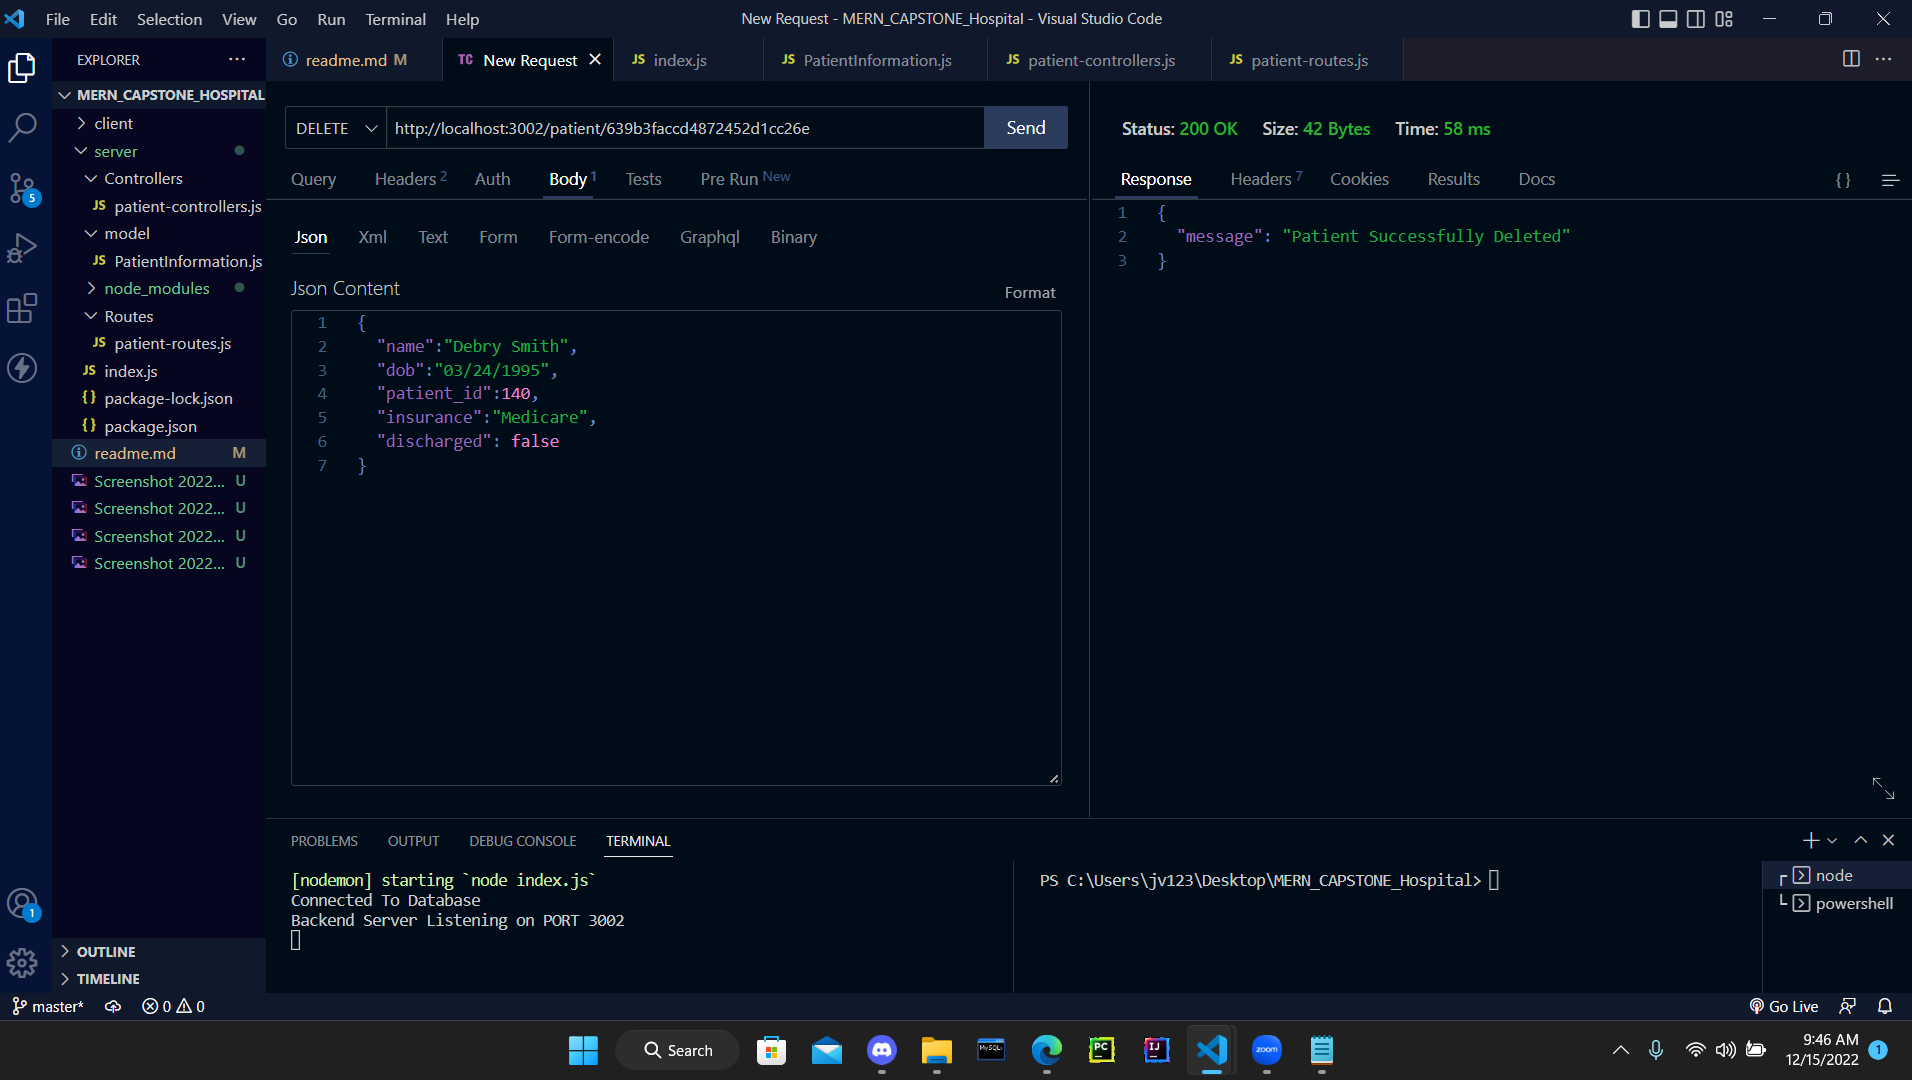 File Edit Selection View Go Run Terminal Help
New Request - MERN_CAPSTONE_Hospital - Visual Studio Code
EXPLORER
readme.md M
TC New Request
JS index.js
JS PatientInformation.js
JS patient-controllers.js
JS patient-routes.js
MERN_CAPSTONE_HOSPITAL
client
server
Controllers
JS patient-controllers.js
model
JS PatientInformation.js
node_modules
Routes
JS patient-routes.js
JS index.js
{} package-lock.json
{} package.json
readme.md M
Screenshot 2022... U
Screenshot 2022... U
Screenshot 2022... U
Screenshot 2022... U
OUTLINE
TIMELINE
5
1
DELETE http://localhost:3002/patient/639b3faccd4872452d1cc26e Send
Query Headers 2 Auth Body 1 Tests Pre Run New
Json Xml Text Form Form-encode Graphql Binary
Json Content
Format
1 {
2 "name":"Debry Smith",
3 "dob":"03/24/1995",
4 "patient_id":140,
5 "insurance":"Medicare",
6 "discharged": false
7 }
Status: 200 OK Size: 42 Bytes Time: 58 ms
Response Headers 7 Cookies Results Docs {}
1 {
2 "message": "Patient Successfully Deleted"
3 }
PROBLEMS OUTPUT DEBUG CONSOLE TERMINAL
[nodemon] starting `node index.js`
Connected To Database
Backend Server Listening on PORT 3002
PS C:\Users\jv123\Desktop\MERN_CAPSTONE_Hospital>
node
powershell
master* 0 0
Go Live
Search
MySQL
PC
IJ
zoom
9:46 AM
12/15/2022
1